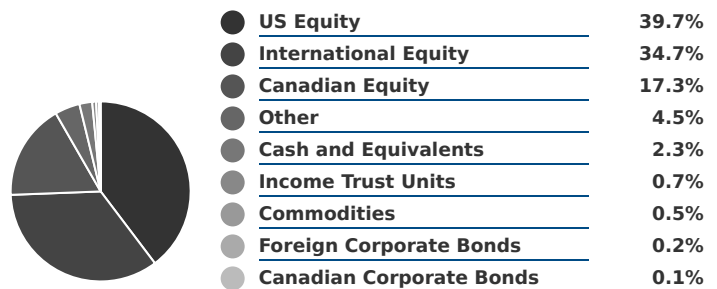 US Equity 39.7%
International Equity 34.7%
Canadian Equity 17.3%
Other 4.5%
Cash and Equivalents 2.3%
Income Trust Units 0.7%
Commodities 0.5%
Foreign Corporate Bonds 0.2%
Canadian Corporate Bonds 0.1%